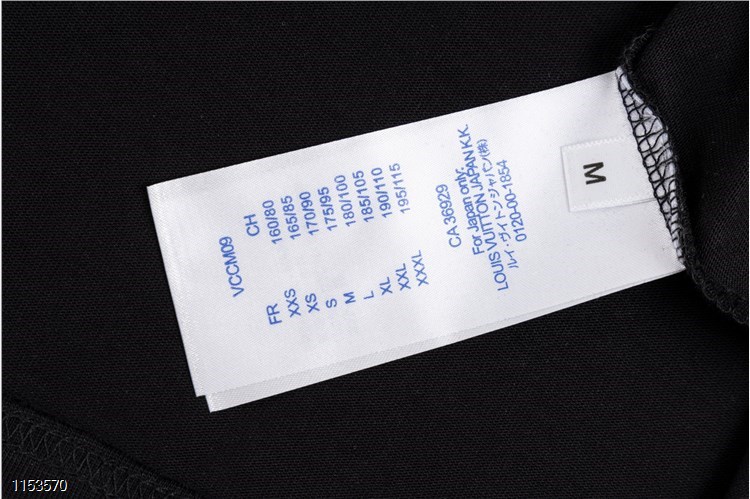 VCCM09
FR CH
XXS 160/80
XS 165/85
S 170/90
M 175/95
L 180/100
XL 185/105
XXL 190/110
XXXL 195/115
CA 36929
For Japan only:
LOUIS VUITTON JAPAN K.K.
ルイ・ヴィトンジャパン(株)
0120-00-1854
M
1153570